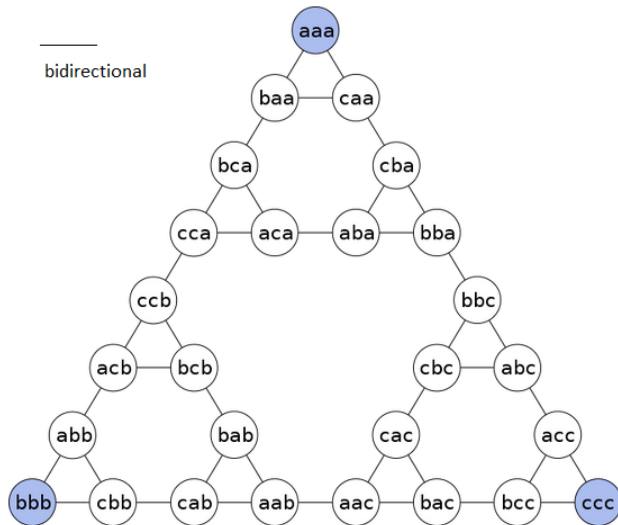 aaa
bidirectional
baa caa
bca cba
cca aca aba bba
ccb bbc
acb bcb cbc abc
abb bab cac acc
bbb cbb cab aab aac bac bcc ccc